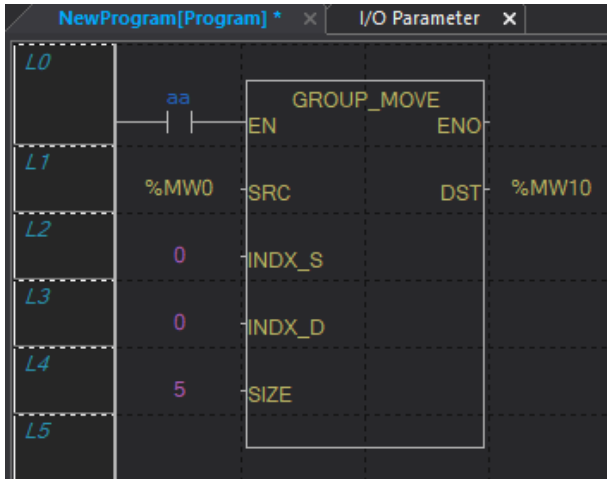 NewProgram[Program] * × I/O Parameter ×
L0
aa GROUP_MOVE
EN ENO
L1
%MW0 SRC DST %MW10
L2
0 INDX_S
L3
0 INDX_D
L4
5 SIZE
L5